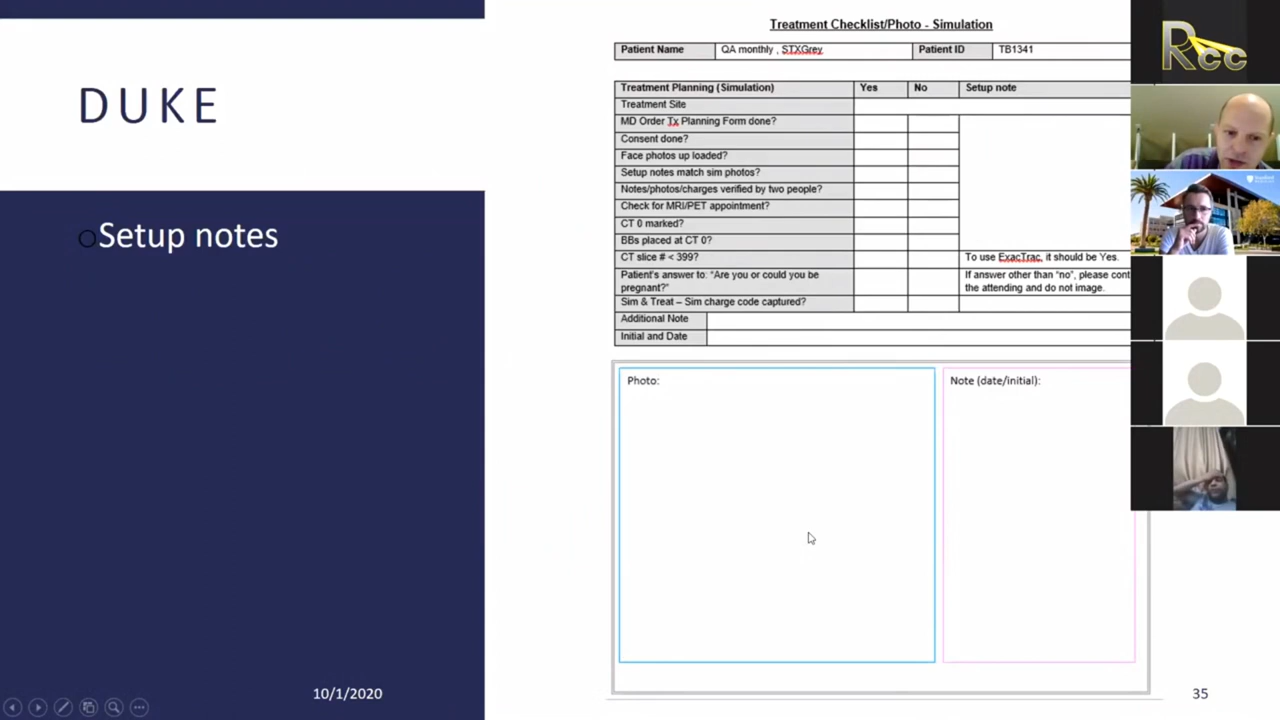 DUKE
Setup notes
10/1/2020
Treatment Checklist/Photo - Simulation
Patient Name QA monthly , STXGrey Patient ID TB1341
Treatment Planning (Simulation) Yes No Setup note
Treatment Site
MD Order Tx Planning Form done?
Consent done?
Face photos up loaded?
Setup notes match sim photos?
Notes/photos/charges verified by two people?
Check for MRI/PET appointment?
CT 0 marked?
BBs placed at CT 0?
CT slice # < 399? To use ExacTrac, it should be Yes.
Patient's answer to: "Are you or could you be If answer other than "no", please cont
pregnant?" the attending and do not image.
Sim & Treat – Sim charge code captured?
Additional Note
Initial and Date
Photo: Note (date/initial):
35
Rcc